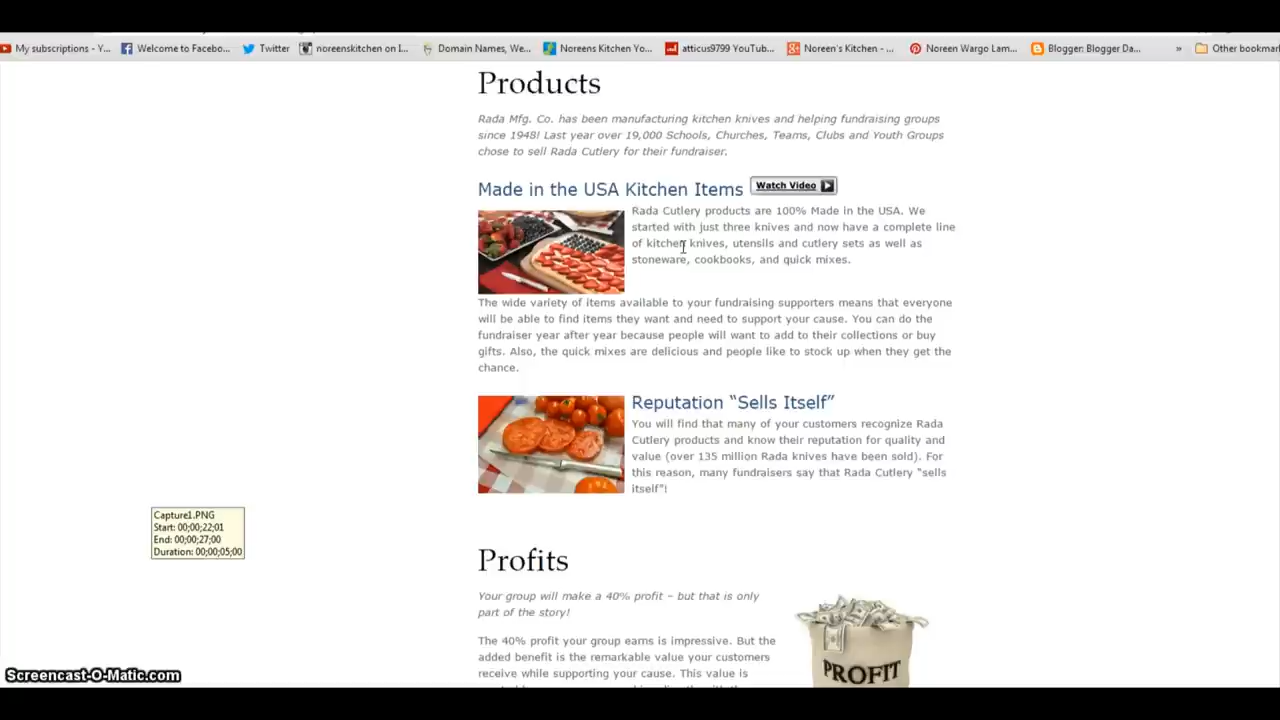 My subscriptions - Y...
Welcome to Facebo...
Twitter
noreenskitchen on I...
Domain Names, We...
Noreens Kitchen Yo...
atticus9799 YouTub...
Noreen's Kitchen - ...
Noreen Wargo Lam...
Blogger: Blogger Da...
»
Other bookmar
Products
Rada Mfg. Co. has been manufacturing kitchen knives and helping fundraising groups
since 1948! Last year over 19,000 Schools, Churches, Teams, Clubs and Youth Groups
chose to sell Rada Cutlery for their fundraiser.
Made in the USA Kitchen Items
Watch Video
Rada Cutlery products are 100% Made in the USA. We
started with just three knives and now have a complete line
of kitchen knives, utensils and cutlery sets as well as
stoneware, cookbooks, and quick mixes.
The wide variety of items available to your fundraising supporters means that everyone
will be able to find items they want and need to support your cause. You can do the
fundraiser year after year because people will want to add to their collections or buy
gifts. Also, the quick mixes are delicious and people like to stock up when they get the
chance.
Reputation “Sells Itself”
You will find that many of your customers recognize Rada
Cutlery products and know their reputation for quality and
value (over 135 million Rada knives have been sold). For
this reason, many fundraisers say that Rada Cutlery “sells
itself”!
Capture1.PNG
Start: 00;00;22;01
End: 00;00;27;00
Duration: 00;00;05;00
Profits
Your group will make a 40% profit – but that is only
part of the story!
The 40% profit your group earns is impressive. But the
added benefit is the remarkable value your customers
receive while supporting your cause. This value is
PROFIT
Screencast-O-Matic.com